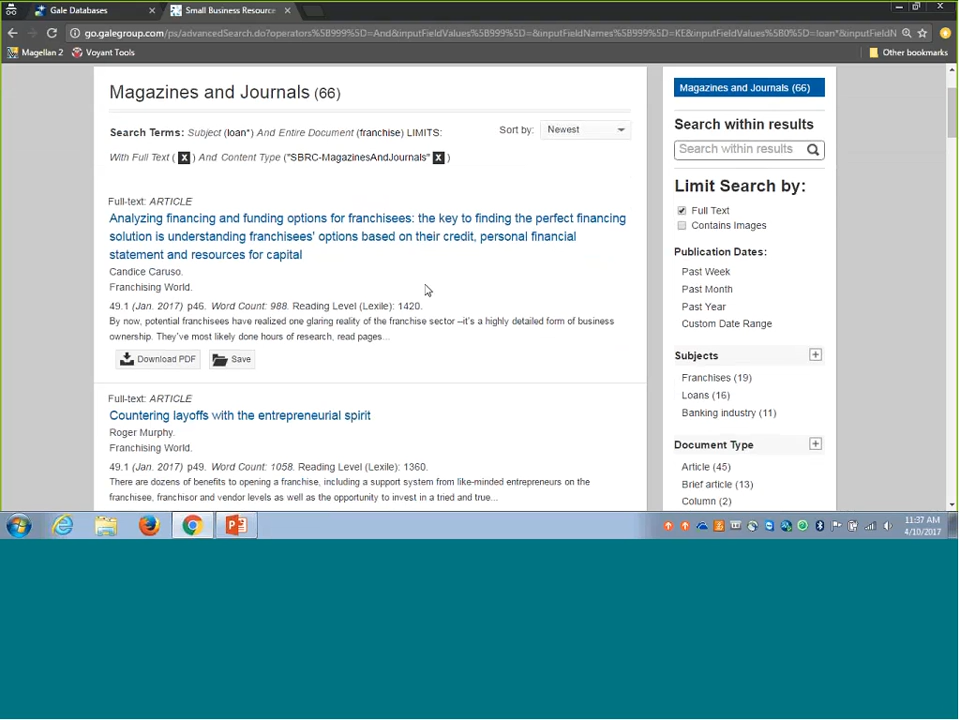 Gale Databases
Small Business Resource
go.galegroup.com/ps/advancedSearch.do?operators%5B999%5D=And&inputFieldValues%5B999%5D=&inputFieldNames%5B999%5D=KE&inputFieldValues%5B0%5D=loan*&inputFieldN
Magellan 2
Voyant Tools
Other bookmarks
Magazines and Journals (66)
Search Terms: Subject (loan*) And Entire Document (franchise) LIMITS:
Sort by:
Newest
With Full Text ( X ) And Content Type ("SBRC-MagazinesAndJournals" X )
Full-text: ARTICLE
Analyzing financing and funding options for franchisees: the key to finding the perfect financing
solution is understanding franchisees' options based on their credit, personal financial
statement and resources for capital
Candice Caruso.
Franchising World.
49.1 (Jan. 2017) p46. Word Count: 988. Reading Level (Lexile): 1420.
By now, potential franchisees have realized one glaring reality of the franchise sector --it's a highly detailed form of business
ownership. They've most likely done hours of research, read pages...
Download PDF
Save
Full-text: ARTICLE
Countering layoffs with the entrepreneurial spirit
Roger Murphy.
Franchising World.
49.1 (Jan. 2017) p49. Word Count: 1058. Reading Level (Lexile): 1360.
There are dozens of benefits to opening a franchise, including a support system from like-minded entrepreneurs on the
franchisee, franchisor and vendor levels as well as the opportunity to invest in a tried and true...
Magazines and Journals (66)
Search within results
Search within results
Limit Search by:
Full Text
Contains Images
Publication Dates:
Past Week
Past Month
Past Year
Custom Date Range
Subjects
Franchises (19)
Loans (16)
Banking industry (11)
Document Type
Article (45)
Brief article (13)
Column (2)
11:37 AM
4/10/2017